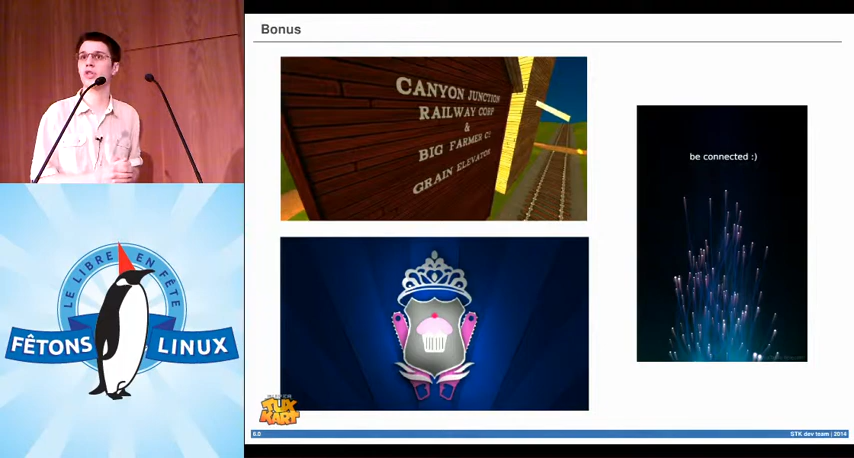 Bonus
CANYON JUNCTION
RAILWAY CORP
&
BIG FARMER C
GRAIN ELEVATOR
be connected :)
LE LIBRE EN FÊTE
FÊTONS LINUX
SUPER
TUX
KART
8.0
STK dev team | 2014